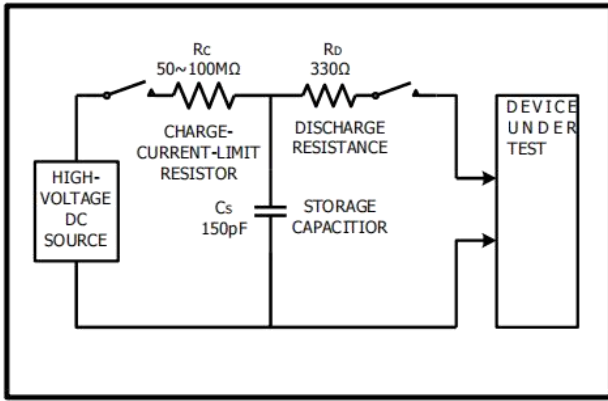 RC
50~100MΩ
RD
330Ω
CHARGE-
CURRENT-LIMIT
RESISTOR
DISCHARGE
RESISTANCE
DEVICE
UNDER
TEST
HIGH-
VOLTAGE
DC
SOURCE
CS
150pF
STORAGE
CAPACITIOR